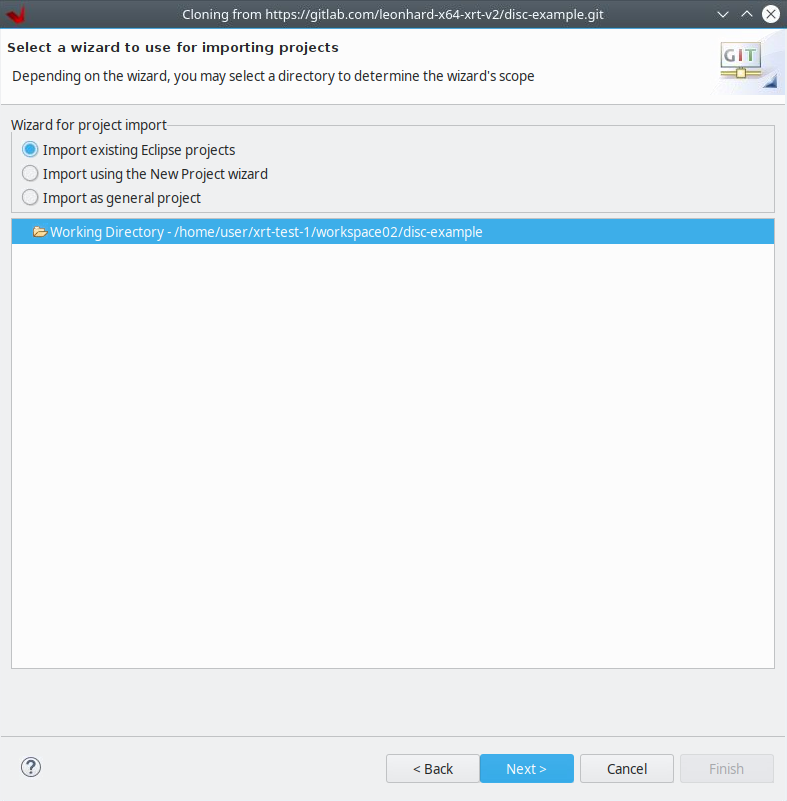 Cloning from https://gitlab.com/leonhard-x64-xrt-v2/disc-example.git
Select a wizard to use for importing projects
Depending on the wizard, you may select a directory to determine the wizard's scope
GIT
Wizard for project import
Import existing Eclipse projects
Import using the New Project wizard
Import as general project
Working Directory - /home/user/xrt-test-1/workspace02/disc-example
?
< Back
Next >
Cancel
Finish